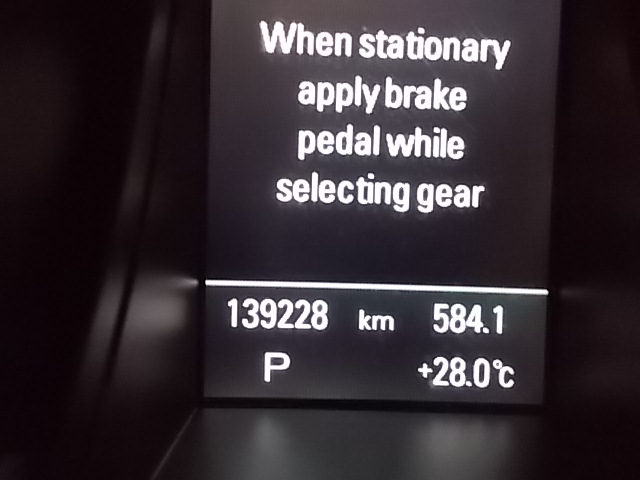 When stationary
apply brake
pedal while
selecting gear
139228 km 584.1
P +28.0°C